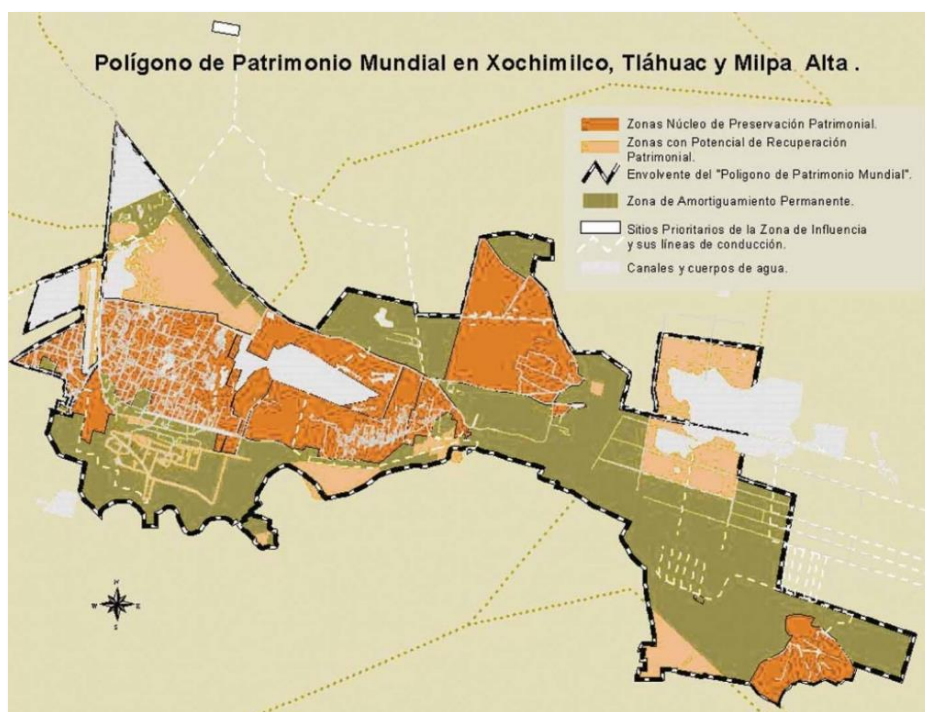 Polígono de Patrimonio Mundial en Xochimilco, Tláhuac y Milpa Alta .
Zonas Núcleo de Preservación Patrimonial.
Zonas con Potencial de Recuperación
Patrimonial.
Envolvente del "Poligono de Patrimonio Mundial".
Zona de Amortiguamiento Permanente.
Sitios Prioritarios de la Zona de Influencia
y sus líneas de conducción.
Canales y cuerpos de agua.
N
W
E
S